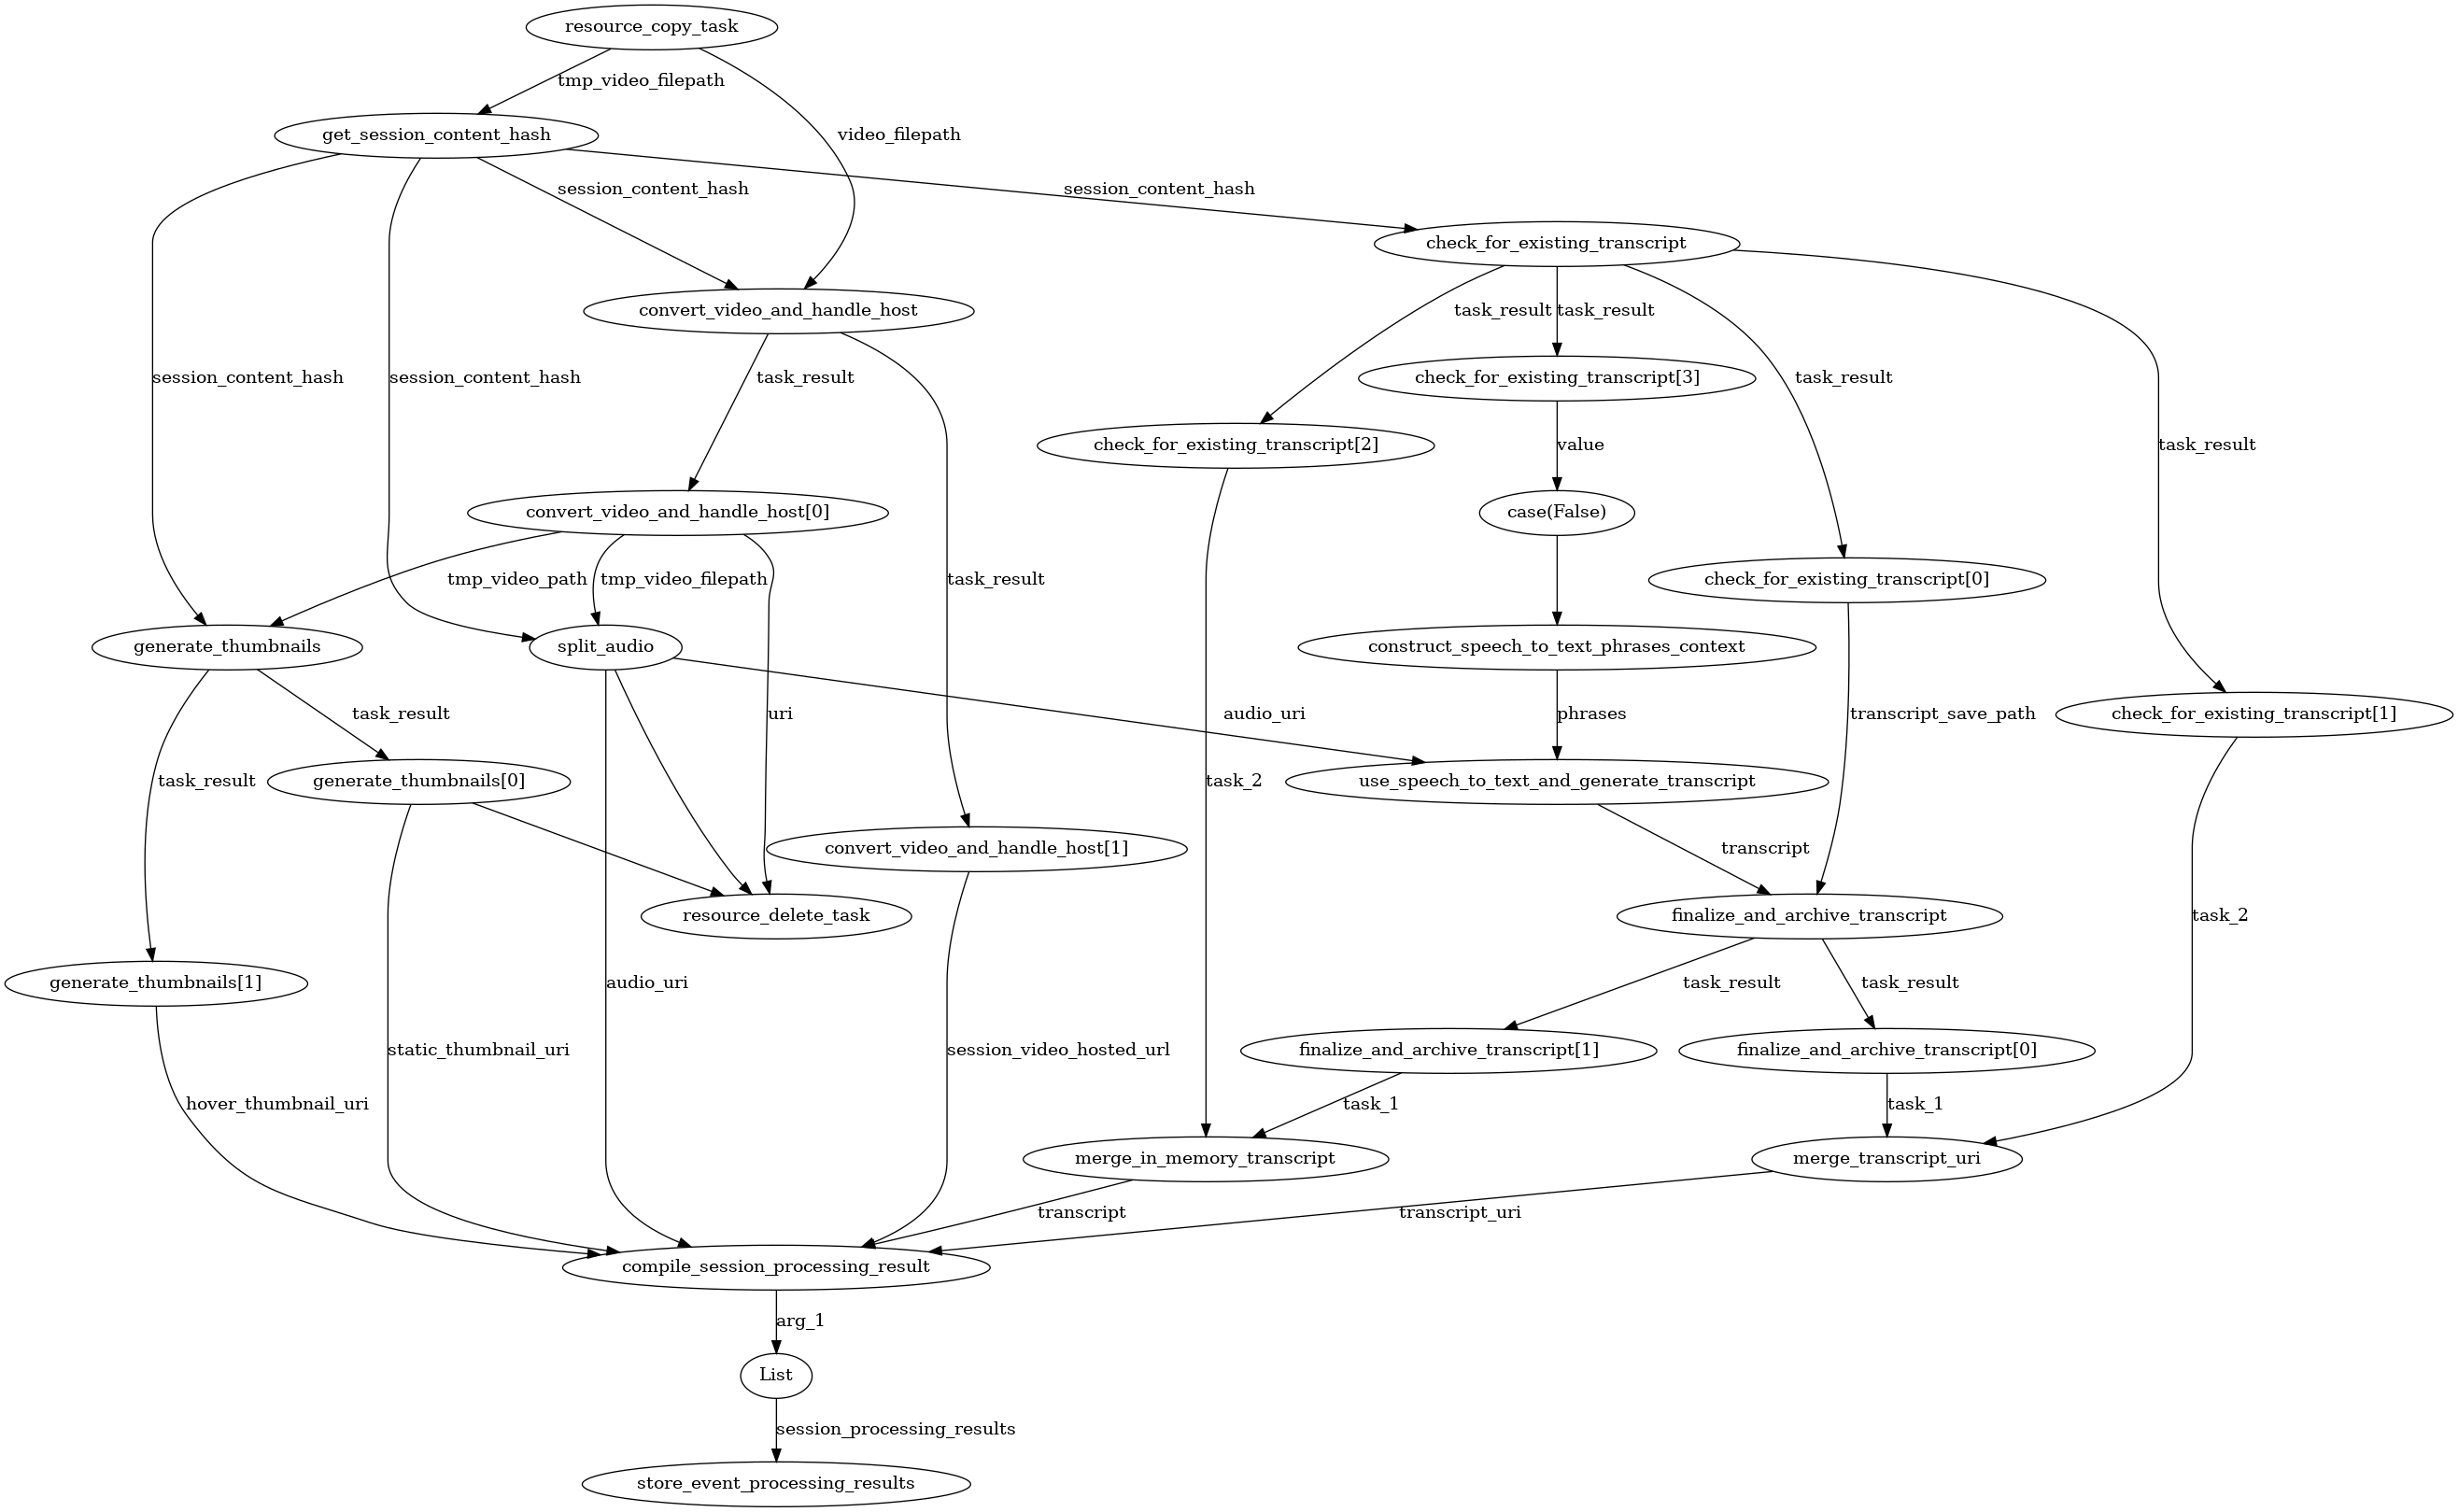 resource_copy_task
tmp_video_filepath
get_session_content_hash
video_filepath
session_content_hash
session_content_hash
check_for_existing_transcript
convert_video_and_handle_host
task_result
task_result
session_content_hash
session_content_hash
task_result
check_for_existing_transcript[3]
task_result
check_for_existing_transcript[2]
value
task_result
convert_video_and_handle_host[0]
case(False)
tmp_video_path
tmp_video_filepath
task_result
check_for_existing_transcript[0]
generate_thumbnails
split_audio
construct_speech_to_text_phrases_context
task_result
uri
audio_uri
phrases
transcript_save_path
check_for_existing_transcript[1]
task_result
generate_thumbnails[0]
task_2
use_speech_to_text_and_generate_transcript
convert_video_and_handle_host[1]
transcript
resource_delete_task
finalize_and_archive_transcript
task_2
generate_thumbnails[1]
audio_uri
task_result
task_result
static_thumbnail_uri
session_video_hosted_url
finalize_and_archive_transcript[1]
finalize_and_archive_transcript[0]
hover_thumbnail_uri
task_1
task_1
merge_in_memory_transcript
merge_transcript_uri
transcript
transcript_uri
compile_session_processing_result
arg_1
List
session_processing_results
store_event_processing_results